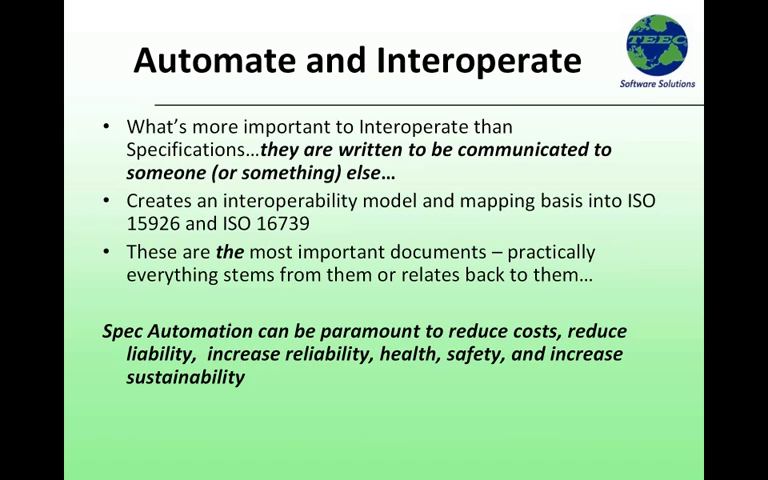 Automate and Interoperate
TEEC
Software Solutions
• What's more important to Interoperate than
Specifications…they are written to be communicated to
someone (or something) else…
• Creates an interoperability model and mapping basis into ISO
15926 and ISO 16739
• These are the most important documents – practically
everything stems from them or relates back to them…
Spec Automation can be paramount to reduce costs, reduce
liability,  increase reliability, health, safety, and increase
sustainability